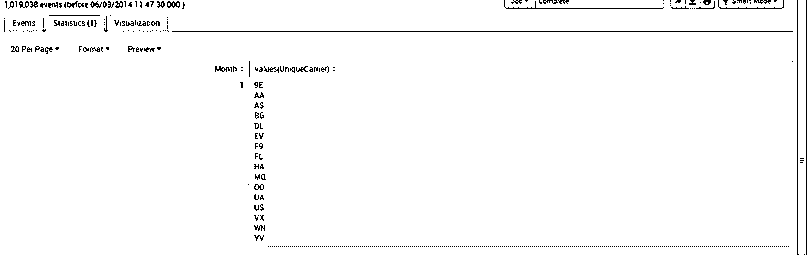 1,019,038 events (before 06/03/2014 11 47 30 000 )
Job Complete Smart Mode
Events Statistics (1) Visualization
20 Per Page Format Preview
Month values(UniqueCarrier)
1 9E
AA
AS
BG
DL
EV
F9
FL
HA
MQ
OO
UA
US
VX
WN
YV